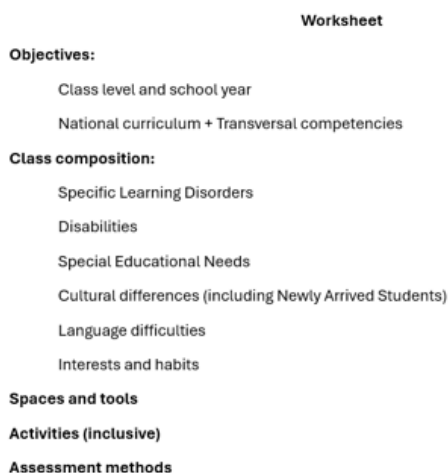 Worksheet
Objectives:
Class level and school year
National curriculum + Transversal competencies
Class composition:
Specific Learning Disorders
Disabilities
Special Educational Needs
Cultural differences (including Newly Arrived Students)
Language difficulties
Interests and habits
Spaces and tools
Activities (inclusive)
Assessment methods